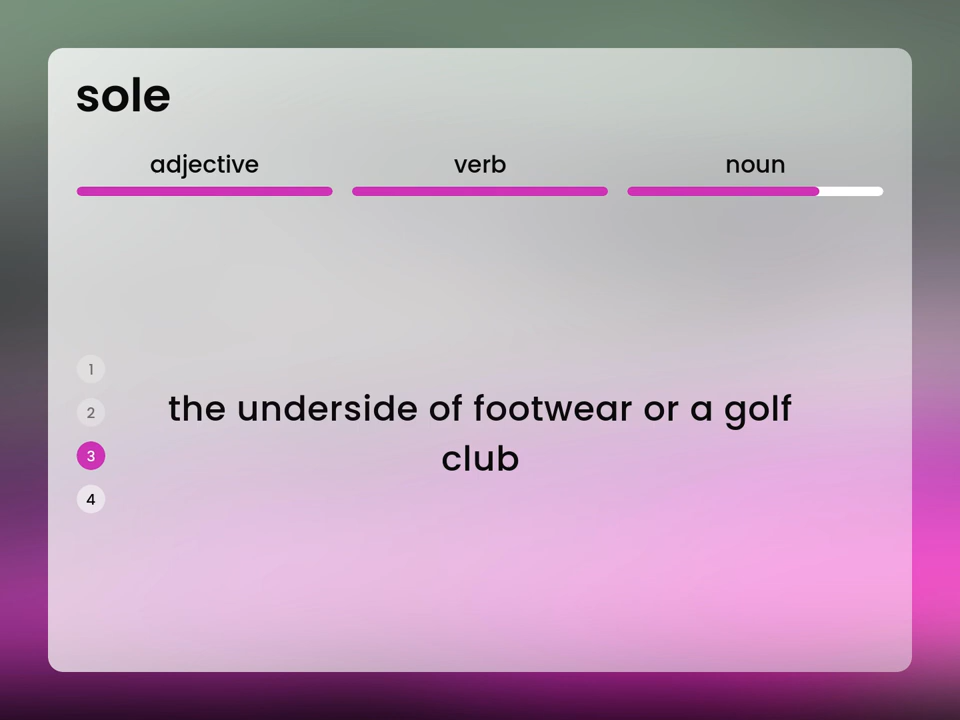 sole
adjective verb noun
1
2
the underside of footwear or a golf
3
club
4